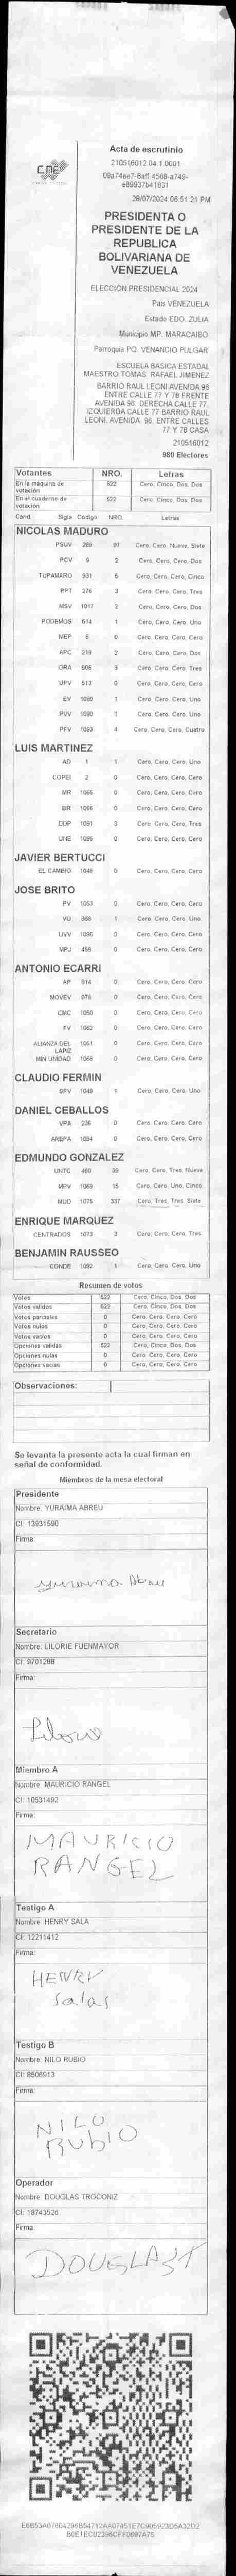 CNE
Acta de escrutinio
210516012.04.1.0001
28/07/2024 06:51:21 PM
PRESIDENTA O
PRESIDENTE DE LA
REPUBLICA
BOLIVARIANA DE
VENEZUELA
ELECCION PRESIDENCIAL 2024
Pais VENEZUELA
Estado EDO. ZULIA
Municipio MP. MARACAIBO
Parroquia PQ. VENANCIO PULGAR
ESCUELA BASICA ESTADAL
MAESTRO TOMAS RAFAEL JIMENEZ
BARRIO RAUL LEONI AVENIDA 96
ENTRE CALLE 77 Y 78 FRENTE
AVENIDA 96. DERECHA CALLE 77.
IZQUIERDA CALLE 77 BARRIO RAUL
LEONI, AVENIDA 96. ENTRE CALLES
77 Y 78 CASA
210516012
980 Electores
Votantes NRO. Letras
En la máquina de votación 522 Cero, Cinco, Dos, Dos
En el cuaderno de votación 522 Cero, Cinco, Dos, Dos
Cand. Sigla Código NRO. Letras
NICOLAS MADURO
PSUV 269 97 Cero, Cero, Nueve, Siete
PCV 9 2 Cero, Cero, Cero, Dos
TUPAMARO 931 5 Cero, Cero, Cero, Cinco
PPT 276 3 Cero, Cero, Cero, Tres
MSV 1017 2 Cero, Cero, Cero, Dos
PODEMOS 514 1 Cero, Cero, Cero, Uno
MEP 6 0 Cero, Cero, Cero, Cero
APC 218 2 Cero, Cero, Cero, Dos
ORA 908 3 Cero, Cero, Cero, Tres
UPV 513 0 Cero, Cero, Cero, Cero
EV 1089 1 Cero, Cero, Cero, Uno
PVV 1090 1 Cero, Cero, Cero, Uno
PFV 1093 4 Cero, Cero, Cero, Cuatro
LUIS MARTINEZ
AD 1 1 Cero, Cero, Cero, Uno
COPEI 2 0 Cero, Cero, Cero, Cero
MR 1065 0 Cero, Cero, Cero, Cero
BR 1066 0 Cero, Cero, Cero, Cero
DDP 1091 3 Cero, Cero, Cero, Tres
UNE 1095 0 Cero, Cero, Cero, Cero
JAVIER BERTUCCI
EL CAMBIO 1048 0 Cero, Cero, Cero, Cero
JOSE BRITO
PV 1053 0 Cero, Cero, Cero, Cero
VU 866 1 Cero, Cero, Cero, Uno
UVV 1096 0 Cero, Cero, Cero, Cero
MPJ 458 0 Cero, Cero, Cero, Cero
ANTONIO ECARRI
AP 814 0 Cero, Cero, Cero, Cero
MOVEV 876 0 Cero, Cero, Cero, Cero
CMC 1050 0 Cero, Cero, Cero, Cero
FV 1062 0 Cero, Cero, Cero, Cero
ALIANZA DEL LAPIZ 1051 0 Cero, Cero, Cero, Cero
MIN UNIDAD 1068 0 Cero, Cero, Cero, Cero
CLAUDIO FERMIN
SPV 1049 1 Cero, Cero, Cero, Uno
DANIEL CEBALLOS
VPA 236 0 Cero, Cero, Cero, Cero
AREPA 1054 0 Cero, Cero, Cero, Cero
EDMUNDO GONZALEZ
UNTC 460 39 Cero, Cero, Tres, Nueve
MPV 1069 15 Cero, Cero, Uno, Cinco
MUD 1075 337 Cero, Tres, Tres, Siete
ENRIQUE MARQUEZ
CENTRADOS 1073 3 Cero, Cero, Cero, Tres
BENJAMIN RAUSSEO
CONDE 1092 1 Cero, Cero, Cero, Uno
Resumen de votos
Votos 522 Cero, Cinco, Dos, Dos
Votos válidos 522 Cero, Cinco, Dos, Dos
Votos parciales 0 Cero, Cero, Cero, Cero
Votos nulos 0 Cero, Cero, Cero, Cero
Votos vacíos 0 Cero, Cero, Cero, Cero
Opciones válidas 522 Cero, Cinco, Dos, Dos
Opciones nulas 0 Cero, Cero, Cero, Cero
Opciones vacías 0 Cero, Cero, Cero, Cero
Observaciones:
Se levanta la presente acta la cual firman en
señal de conformidad.
Miembros de la mesa electoral
Presidente
Nombre: YURAIMA ABREU
CI: 13931590
Firma:
Yuraima Abreu
Secretario
Nombre: LILORIE FUENMAYOR
CI: 9701268
Firma:
Miembro A
Nombre: MAURICIO RANGEL
CI: 10531492
Firma:
MAURICIO
RANGEL
Testigo A
Nombre: HENRY SALA
CI: 12211412
Firma:
HENRY
Salas
Testigo B
Nombre: NILO RUBIO
CI: 8506913
Firma:
NILO
RUbIO
Operador
Nombre: DOUGLAS TROCONIZ
CI: 18743526
Firma:
DOUGLAS T